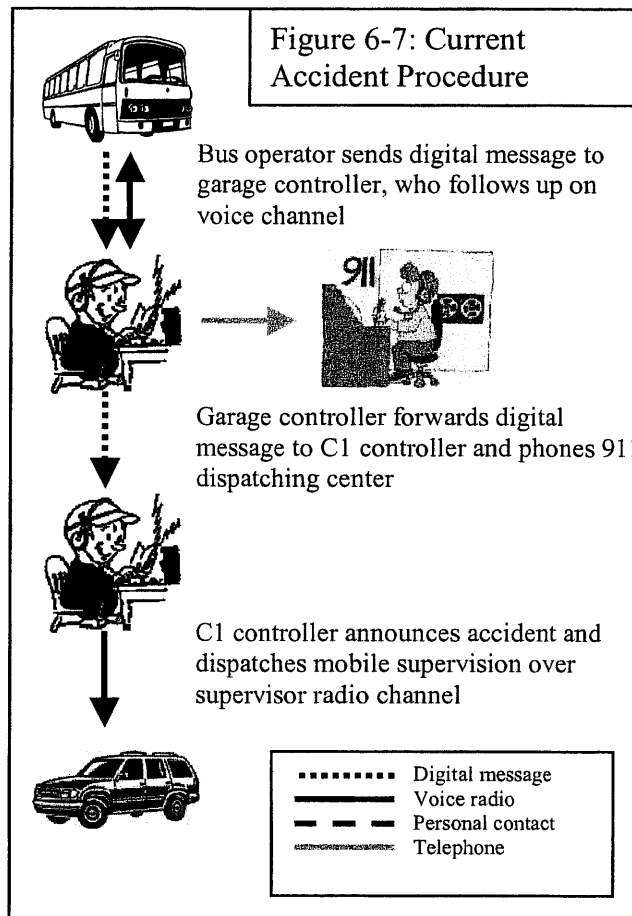 Figure 6-7: Current
Accident Procedure
Bus operator sends digital message to
garage controller, who follows up on
voice channel
911
Garage controller forwards digital
message to C1 controller and phones 911
dispatching center
C1 controller announces accident and
dispatches mobile supervision over
supervisor radio channel
Digital message
Voice radio
Personal contact
Telephone